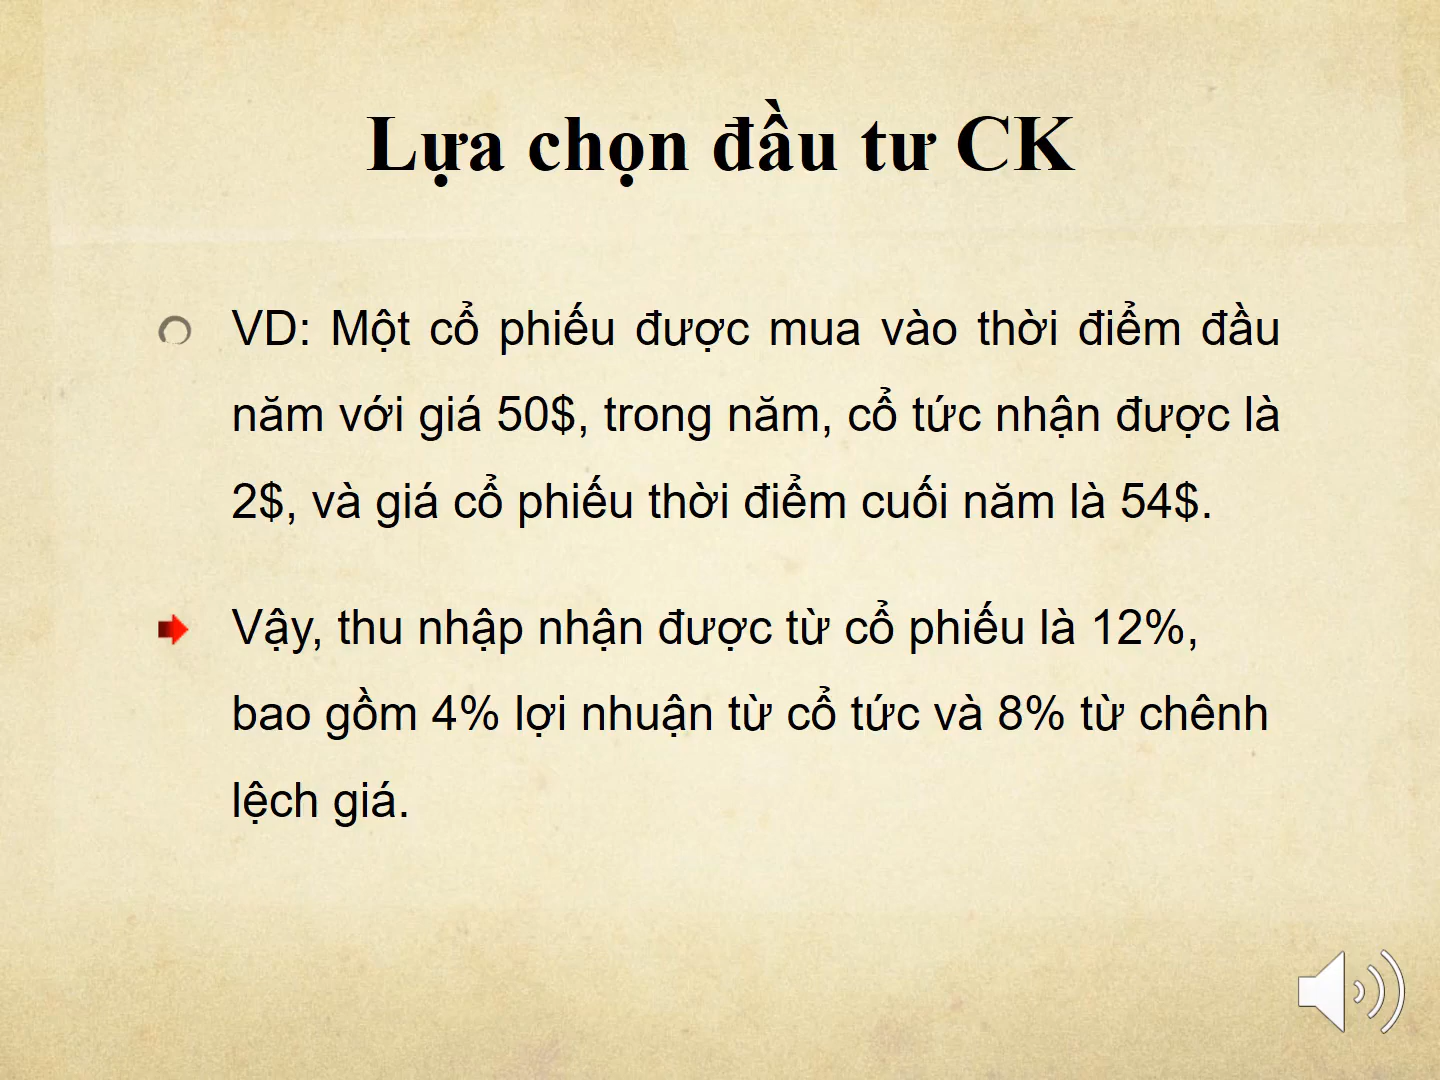 Lựa chọn đầu tư CK
VD: Một cổ phiếu được mua vào thời điểm đầu
năm với giá 50$, trong năm, cổ tức nhận được là
2$, và giá cổ phiếu thời điểm cuối năm là 54$.
Vậy, thu nhập nhận được từ cổ phiếu là 12%,
bao gồm 4% lợi nhuận từ cổ tức và 8% từ chênh
lệch giá.